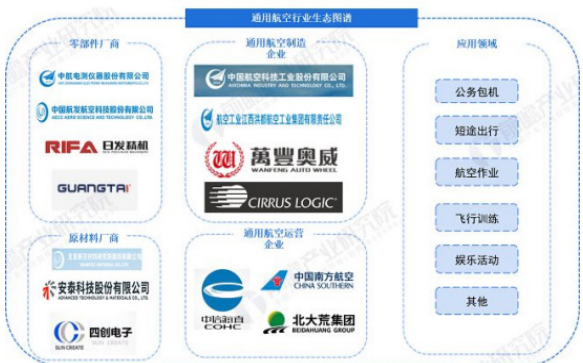 通用航空行业生态图谱
零部件厂商
中航电测仪器股份有限公司
中国航发航空科技股份有限公司
AECC AERO SCIENCE AND TECHNOLOGY CO.,LTD.
RIFA 日发精机
GUANGTAI
原材料厂商
安泰科技股份有限公司
ADVANCED TECHNOLOGY & MATERIALS CO., LTD.
四创电子
SUN CREATE
SUN-CREATE
通用航空制造
企业
中国航空科技工业股份有限公司
AVICHINA INDUSTRY AND TECHNOLOGY CO., LTD.
航空工业江西洪都航空工业集团有限责任公司
萬豐奧威
WANFENG AUTO WHEEL
CIRRUS LOGIC
通用航空运营
企业
中信海直
COHC
中国南方航空
CHINA SOUTHERN
北大荒集团
BEIDAHUANG GROUP
应用领域
公务包机
短途出行
航空作业
飞行训练
娱乐活动
其他